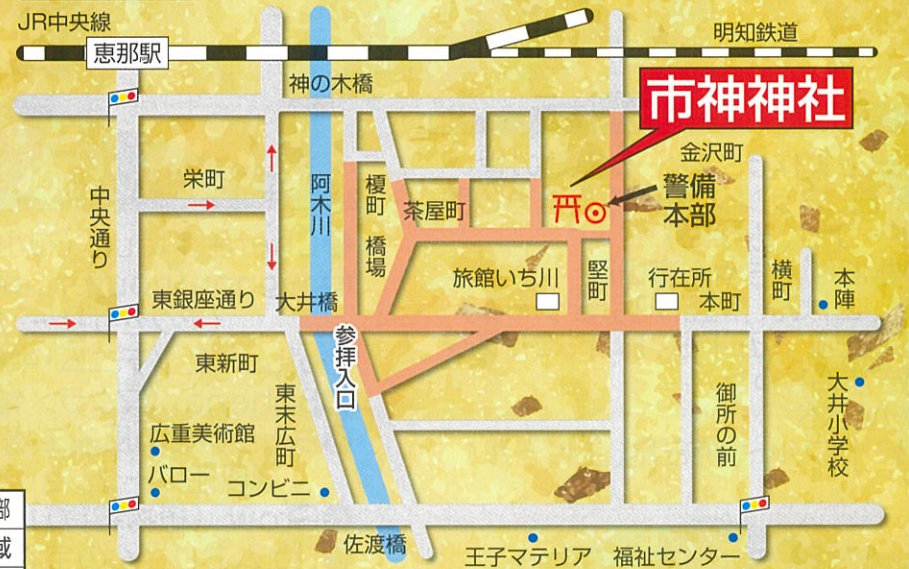 JR中央線
恵那駅
明知鉄道
神の木橋
市神神社
金沢町
警備
本部
栄町
中央通り
阿木川
榎町
橋場
茶屋町
旅館いち川
竪町
行在所
本町
横町
本陣
東銀座通り
大井橋
参拝入口
東新町
東末広町
御所の前
大井小学校
広重美術館
バロー
コンビニ
部
域
佐渡橋
王子マテリア
福祉センター